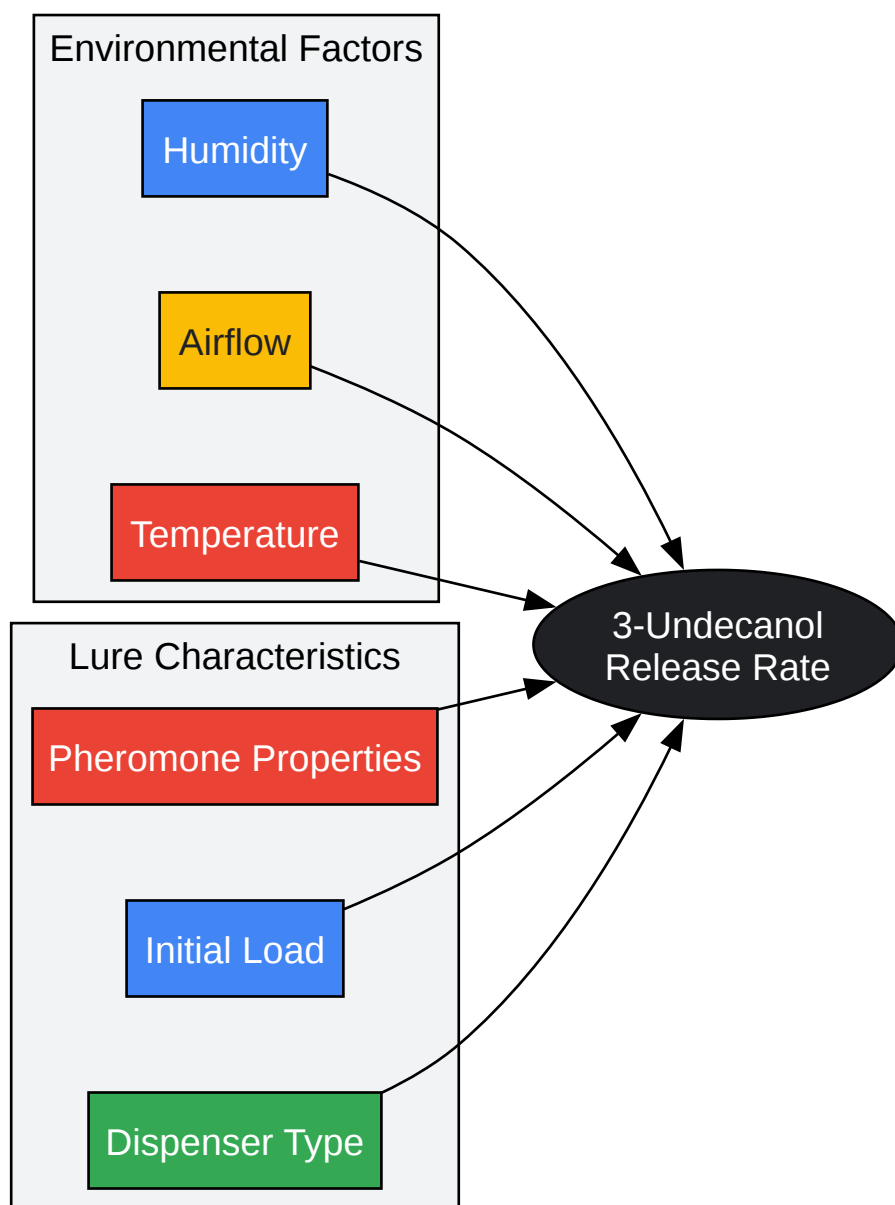 Environmental Factors
Humidity
Airflow
Temperature
3-Undecanol
Release Rate
Lure Characteristics
Pheromone Properties
Initial Load
Dispenser Type